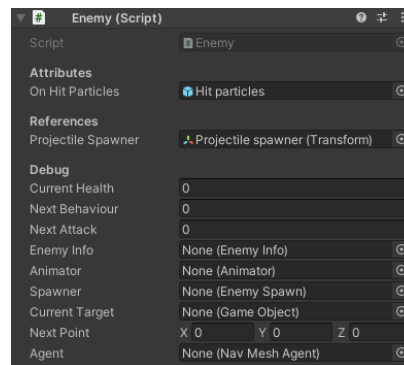 # Enemy (Script)
Script Enemy
Attributes
On Hit Particles Hit particles
References
Projectile Spawner Projectile spawner (Transform)
Debug
Current Health 0
Next Behaviour 0
Next Attack 0
Enemy Info None (Enemy Info)
Animator None (Animator)
Spawner None (Enemy Spawn)
Current Target None (Game Object)
Next Point X 0 Y 0 Z 0
Agent None (Nav Mesh Agent)